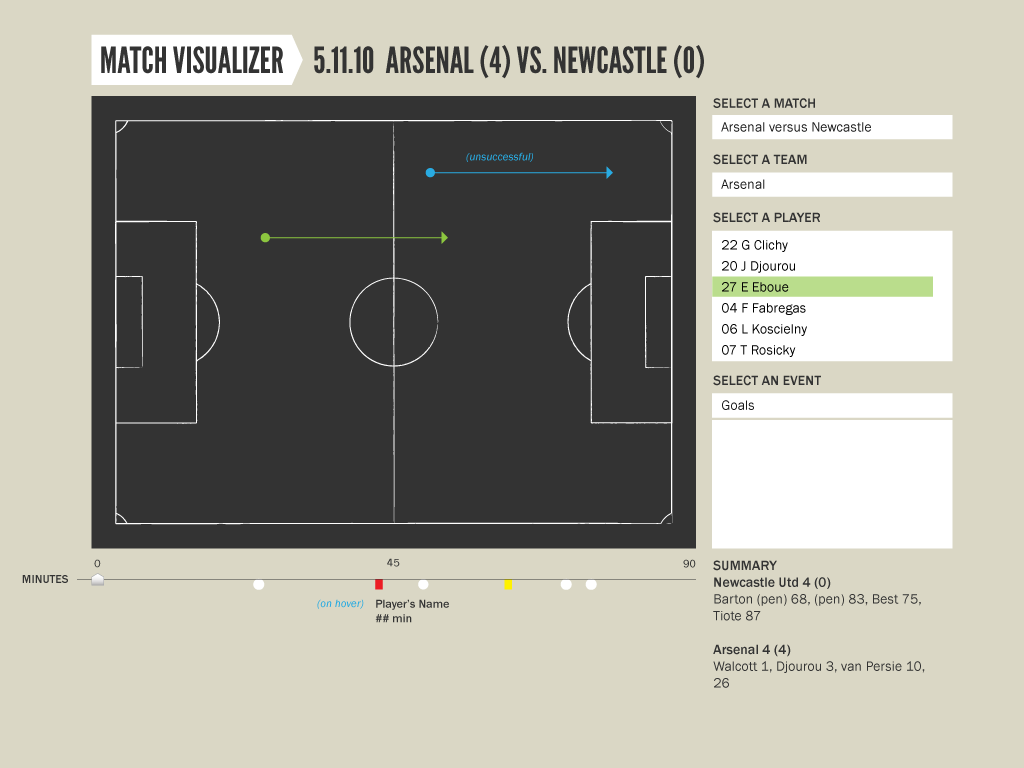 MATCH VISUALIZER
5.11.10 ARSENAL (4) VS. NEWCASTLE (0)
(unsuccessful)
SELECT A MATCH
Arsenal versus Newcastle
SELECT A TEAM
Arsenal
SELECT A PLAYER
22 G Clichy
20 J Djourou
27 E Eboue
04 F Fabregas
06 L Koscielny
07 T Rosicky
SELECT AN EVENT
Goals
0 45 90
MINUTES
(on hover) Player's Name
## min
SUMMARY
Newcastle Utd 4 (0)
Barton (pen) 68, (pen) 83, Best 75,
Tiote 87
Arsenal 4 (4)
Walcott 1, Djourou 3, van Persie 10,
26